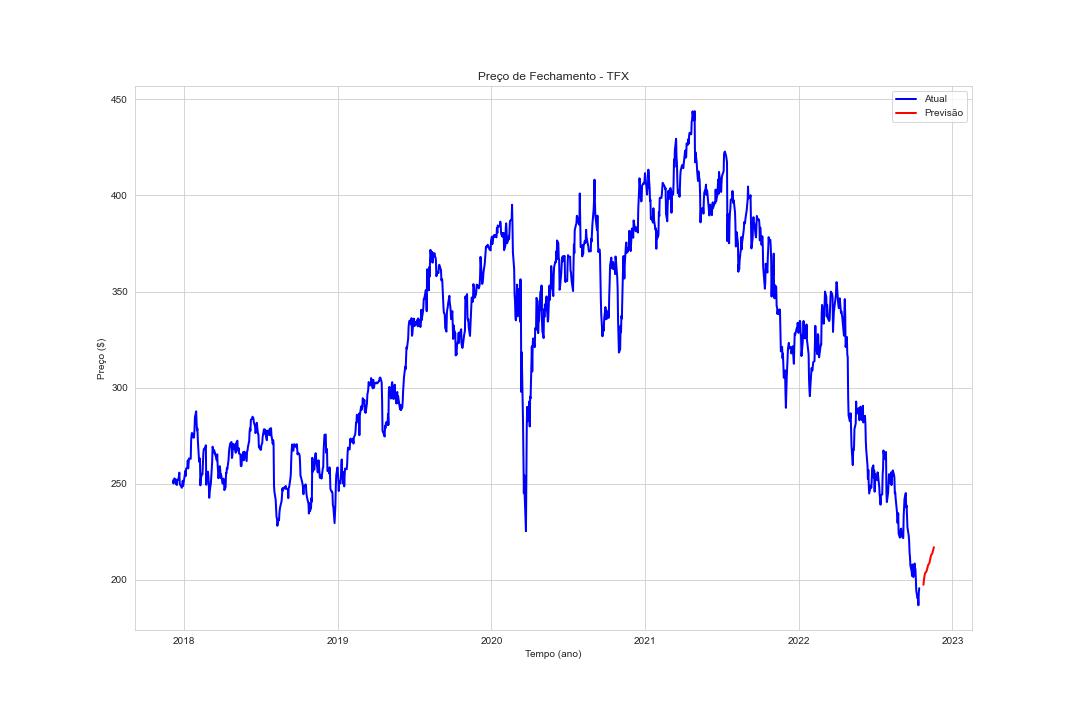 Preço de Fechamento - TFX
450
400
350
300
250
200
Preço ($)
Atual
Previsão
2018 2019 2020 2021 2022 2023
Tempo (ano)